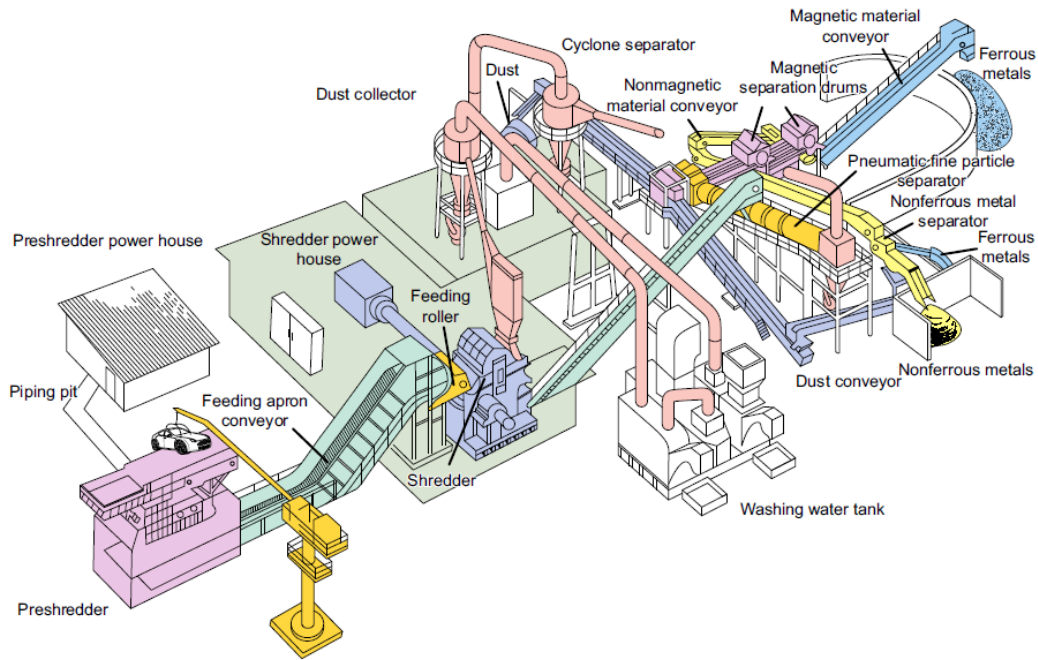 Magnetic material
conveyor
Cyclone separator
Ferrous
metals
Dust
Nonmagnetic
material conveyor
Magnetic
separation drums
Dust collector
Pneumatic fine particle
separator
Nonferrous metal
separator
Preshredder power house
Shredder power
house
Ferrous
metals
Feeding
roller
Dust conveyor
Nonferrous metals
Piping pit
Feeding apron
conveyor
Shredder
Washing water tank
Preshredder